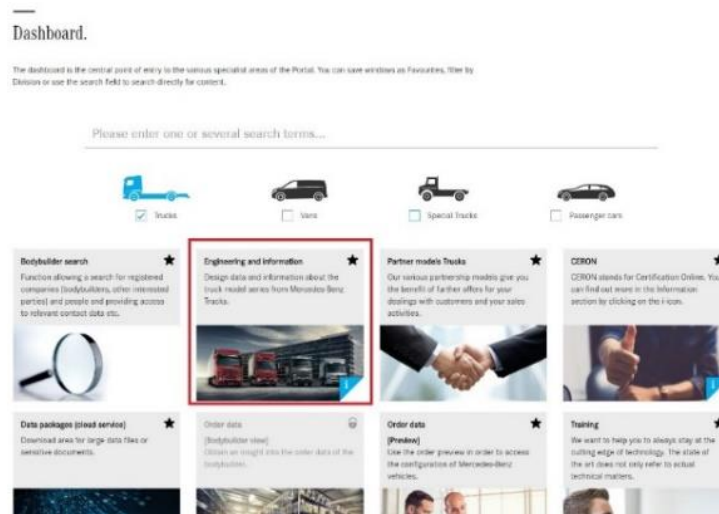 Dashboard.
The dashboard is the central point of entry to the various specialist areas of the Portal. You can save windows as Favourites, filter by
Division or use the search field to search directly for content.
Please enter one or several search terms...
Trucks
Vans
Special Trucks
Passenger cars
Bodybuilder search
Function allowing a search for registered
companies (bodybuilders, other interested
parties) and people and providing access
to relevant contact data etc.
Engineering and information
Design data and information about the
truck model series from Mercedes-Benz
Trucks.
Partner models Trucks
Our various partnership models give you
the benefit of further offers for your
dealings with customers and your sales
activities.
CERON
CERON stands for Certification Online. You
can find out more in the Information
section by clicking on the i-icon.
i
i
Data packages (cloud service)
Download area for large data files or
sensitive documents.
Order data
[Bodybuilder view]
Obtain an insight into the order data of the
bodybuilder.
Order data
[Preview]
Use the order preview in order to access
the configuration of Mercedes-Benz
vehicles.
Training
We want to help you to always stay at the
cutting edge of technology. The state of
the art does not only refer to actual
technical matters.